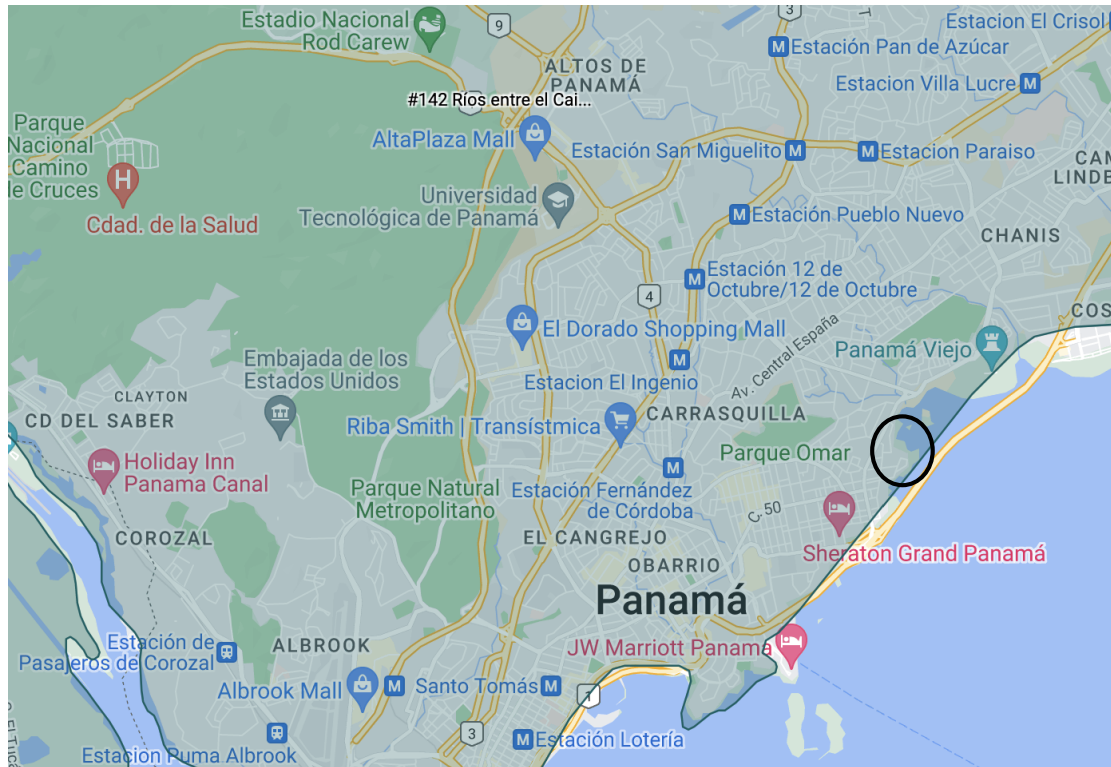 Estadio Nacional
Rod Carew
9
3
Estacion El Crisol
Estación Pan de Azúcar
ALTOS DE
PANAMÁ
Estacion Villa Lucre
#142 Ríos entre el Cai...
Parque
Nacional
Camino
de Cruces
AltaPlaza Mall
Estación San Miguelito
Estacion Paraiso
H
Cdad. de la Salud
Universidad
Tecnológica de Panamá
Estación Pueblo Nuevo
CHANIS
Estación 12 de
Octubre/12 de Octubre
4
El Dorado Shopping Mall
Av. Central España
Panamá Viejo
Embajada de los
Estados Unidos
Estacion El Ingenio
CLAYTON
CD DEL SABER
Riba Smith | Transístmica
CARRASQUILLA
Parque Omar
Holiday Inn
Panama Canal
Parque Natural
Metropolitano
Estación Fernández
de Córdoba
C. 50
COROZAL
EL CANGREJO
Sheraton Grand Panamá
OBARRIO
Panamá
Estación de
Pasajeros de Corozal
ALBROOK
JW Marriott Panama
Albrook Mall
M
Santo Tomás
M
1
3
Estacion Puma Albrook
M
Estación Lotería